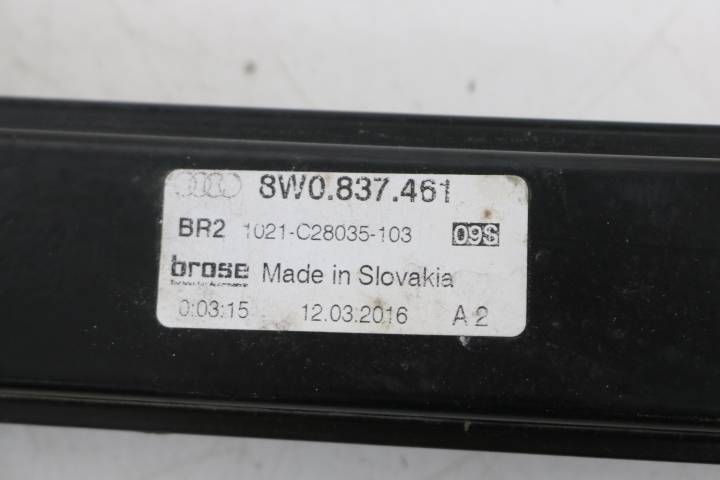 8W0.837.461
BR2 1021-C28035-103 09S
brose Made in Slovakia
0:03:15 12.03.2016 A 2